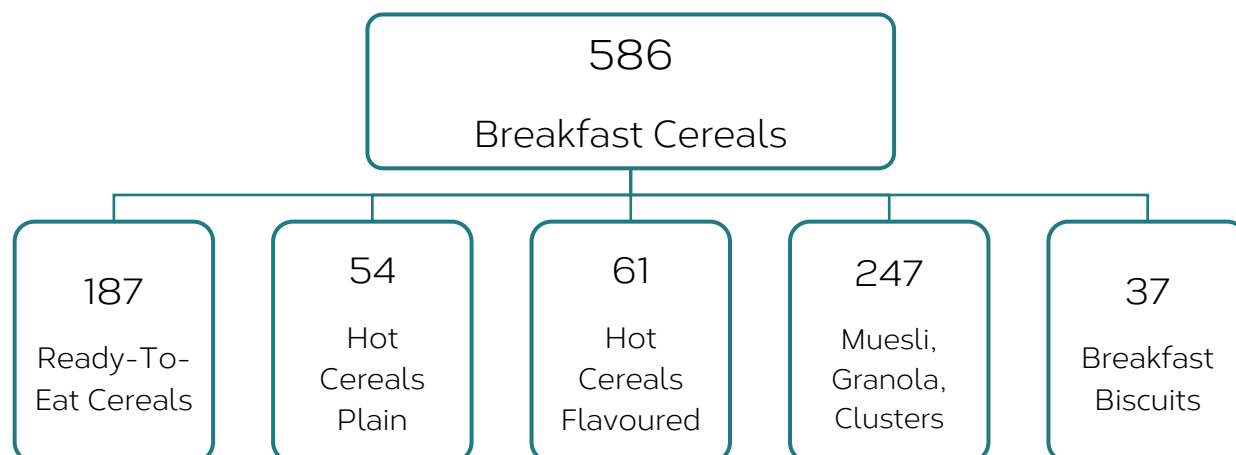 586
Breakfast Cereals
187
Ready-To-
Eat Cereals
54
Hot
Cereals
Plain
61
Hot
Cereals
Flavoured
247
Muesli,
Granola,
Clusters
37
Breakfast
Biscuits